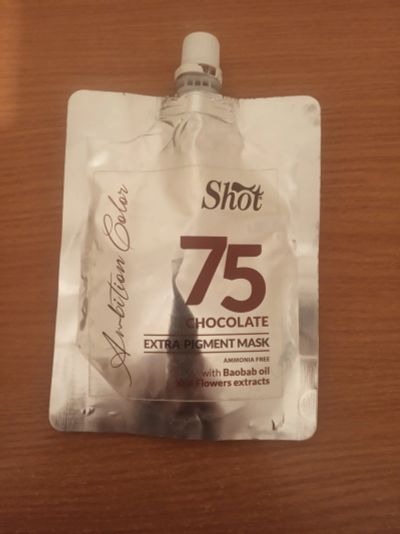 Ambition Color
Shot
75
CHOCOLATE
EXTRA PIGMENT MASK
AMMONIA FREE
with Baobab oil
Flowers extracts